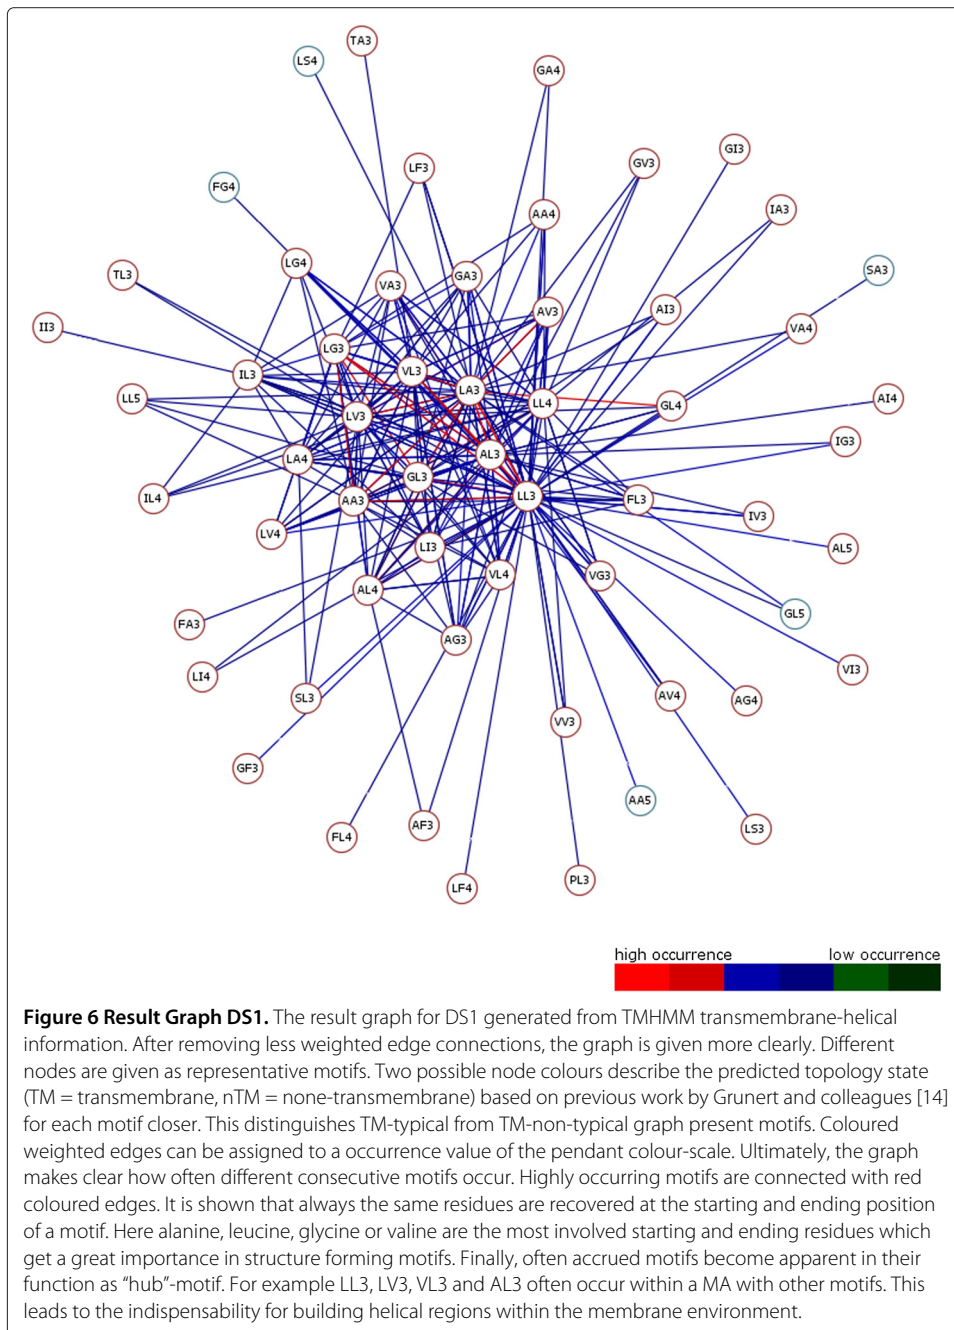 TA3
LS4
GA4
GI3
LF3
GV3
FG4
IA3
AA4
LG4
SA3
TL3
VA3
GA3
AV3
AI3
VA4
II3
LG3
IL3
VL3
LA3
LL5
LL4
GL4
AI4
LV3
IG3
LA4
AL3
GL3
IL4
AA3
LL3
FL3
IV3
LV4
LI3
AL5
AL4
VL4
VG3
GL5
FA3
AG3
LI4
VI3
SL3
AV4
AG4
VV3
GF3
AA5
FL4
AF3
LS3
LF4
PL3
high occurrence low occurrence
Figure 6 Result Graph DS1. The result graph for DS1 generated from TMHMM transmembrane-helical
information. After removing less weighted edge connections, the graph is given more clearly. Different
nodes are given as representative motifs. Two possible node colours describe the predicted topology state
(TM = transmembrane, nTM = none-transmembrane) based on previous work by Grunert and colleagues [14]
for each motif closer. This distinguishes TM-typical from TM-non-typical graph present motifs. Coloured
weighted edges can be assigned to a occurrence value of the pendant colour-scale. Ultimately, the graph
makes clear how often different consecutive motifs occur. Highly occurring motifs are connected with red
coloured edges. It is shown that always the same residues are recovered at the starting and ending position
of a motif. Here alanine, leucine, glycine or valine are the most involved starting and ending residues which
get a great importance in structure forming motifs. Finally, often accrued motifs become apparent in their
function as “hub”-motif. For example LL3, LV3, VL3 and AL3 often occur within a MA with other motifs. This
leads to the indispensability for building helical regions within the membrane environment.